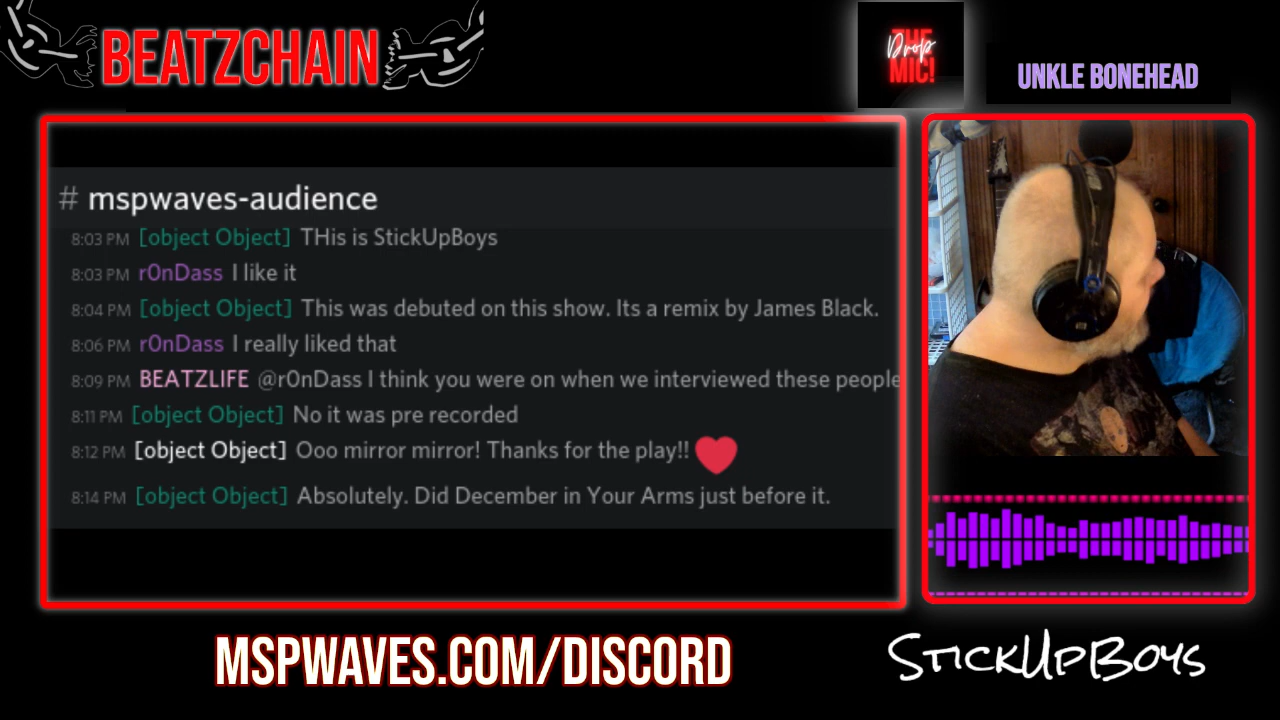 BEATZCHAIN
THE
Drop
MIC!
UNKLE BONEHEAD
# mspwaves-audience
8:03 PM [object Object] THis is StickUpBoys
8:03 PM r0nDass I like it
8:04 PM [object Object] This was debuted on this show. Its a remix by James Black.
8:06 PM r0nDass I really liked that
8:09 PM BEATZLIFE @r0nDass I think you were on when we interviewed these people
8:11 PM [object Object] No it was pre recorded
8:12 PM [object Object] Ooo mirror mirror! Thanks for the play!! ❤️
8:14 PM [object Object] Absolutely. Did December in Your Arms just before it.
MSPWAVES.COM/DISCORD
StickUpBoys